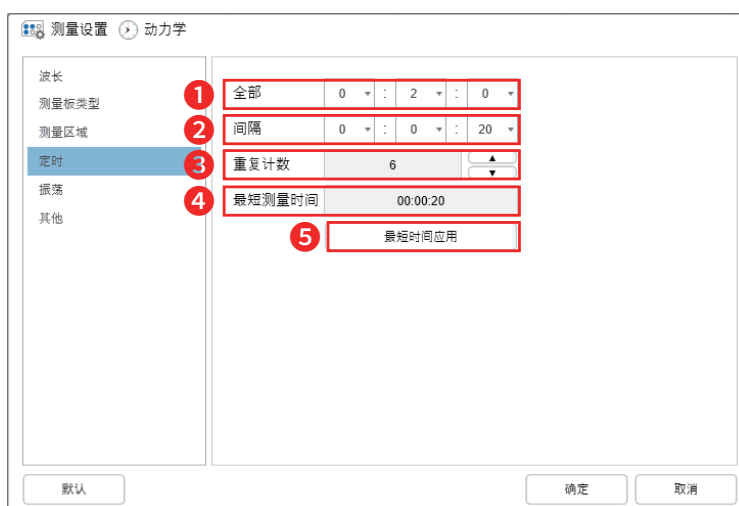 测量设置 动力学
波长
测量板类型
测量区域
定时
振荡
其他
1 全部 0 : 2 : 0
2 间隔 0 : 0 : 20
3 重复计数 6
4 最短测量时间 00:00:20
5 最短时间应用
默认 确定 取消